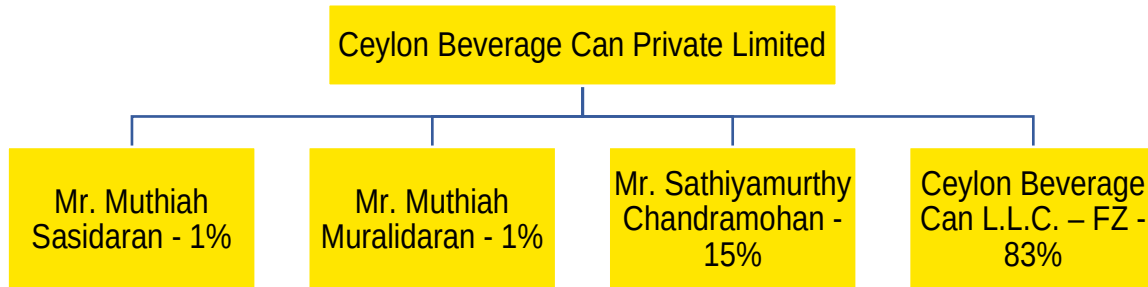 Ceylon Beverage Can Private Limited
Mr. Muthiah
Sasidaran - 1%
Mr. Muthiah
Muralidaran - 1%
Mr. Sathiyamurthy
Chandramohan -
15%
Ceylon Beverage
Can L.L.C. – FZ -
83%